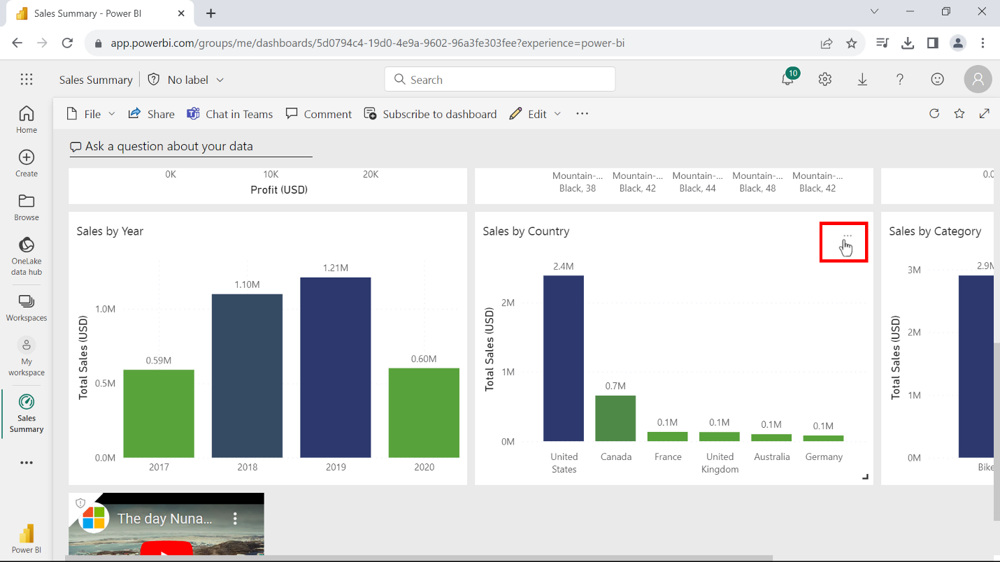 Sales Summary - Power BI
app.powerbi.com/groups/me/dashboards/5d0794c4-19d0-4e9a-9602-96a3fe303fee?experience=power-bi
Sales Summary
No label
Search
10
File
Share
Chat in Teams
Comment
Subscribe to dashboard
Edit
Home
Create
Browse
OneLake
data hub
Workspaces
My
workspace
Sales
Summary
Power BI
Ask a question about your data
0K 10K 20K
Profit (USD)
Mountain-... Mountain-... Mountain-... Mountain-... Mountain-...
Black, 38 Black, 42 Black, 44 Black, 48 Black, 42
Sales by Year
Total Sales (USD)
1.0M
0.5M
0.0M
0.59M
1.10M
1.21M
0.60M
2017 2018 2019 2020
Sales by Country
Total Sales (USD)
2M
1M
0M
2.4M
0.7M
0.1M
0.1M
0.1M
0.1M
United
States
Canada
France
United
Kingdom
Australia
Germany
0.0
Sales by Category
Total Sales (USD)
3M
2M
1M
0M
2.9M
Bike
The day Nuna...